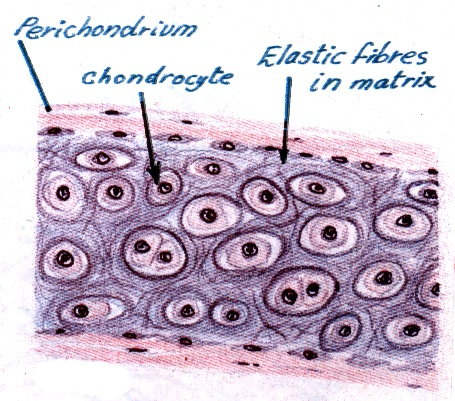 Perichondrium
chondrocyte
Elastic fibres
in matrix